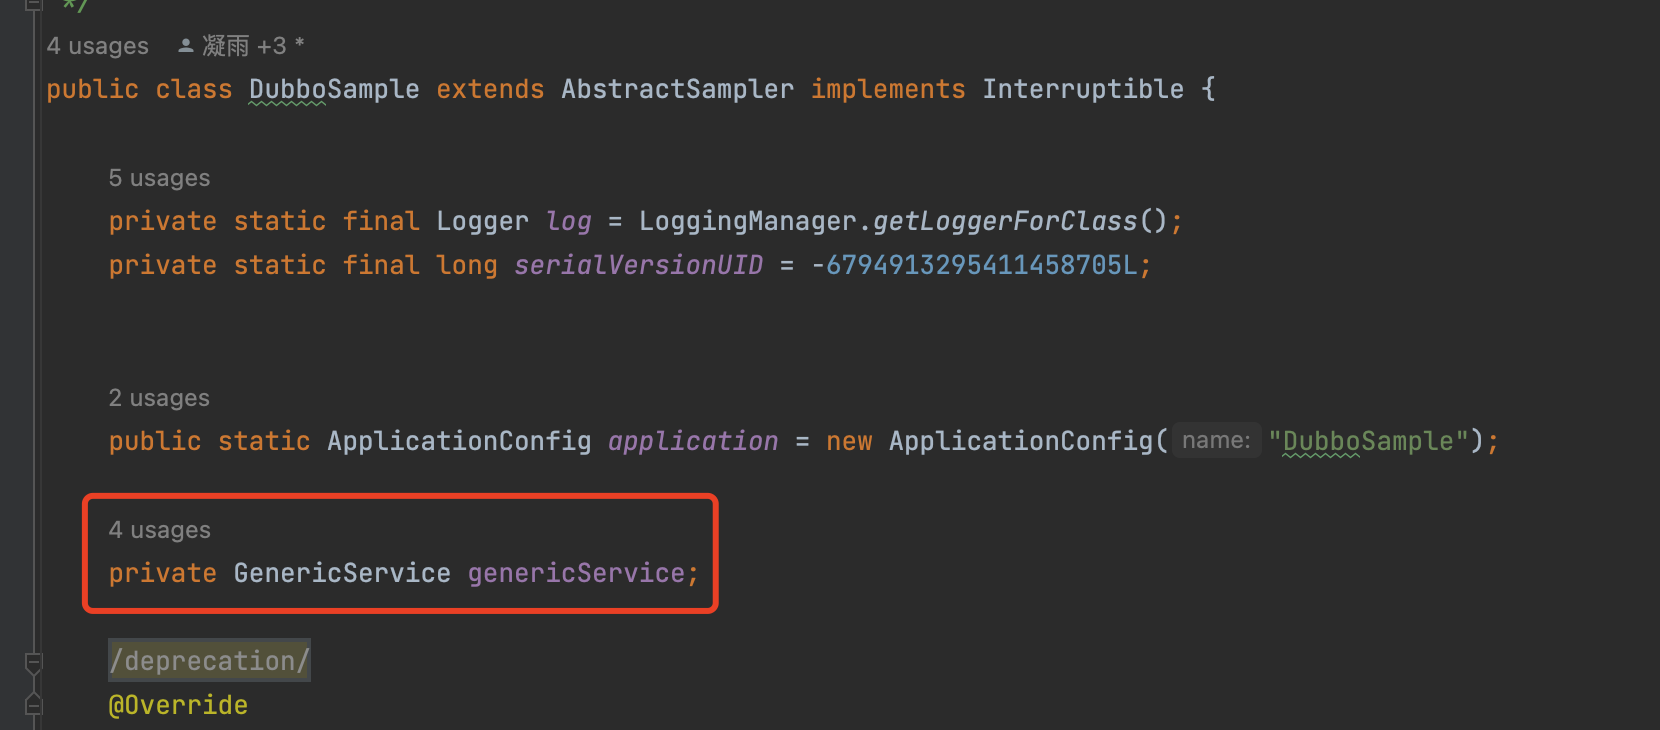 */
4 usages 凝雨 +3 *
public class DubboSample extends AbstractSampler implements Interruptible {
5 usages
private static final Logger log = LoggingManager.getLoggerForClass();
private static final long serialVersionUID = -6794913295411458705L;
2 usages
public static ApplicationConfig application = new ApplicationConfig( name: "DubboSample");
4 usages
private GenericService genericService;
/deprecation/
@Override